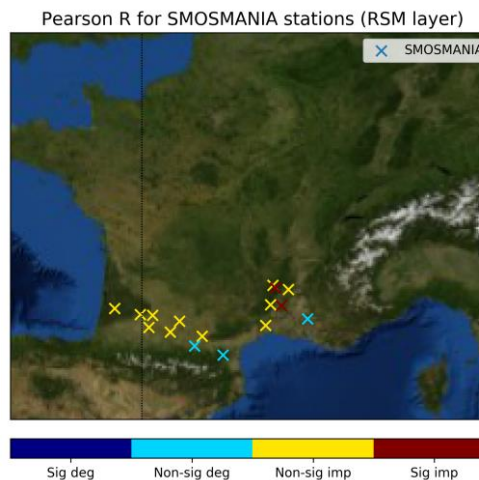 Pearson R for SMOSMANIA stations (RSM layer)
SMOSMANIA
Sig deg Non-sig deg Non-sig imp Sig imp